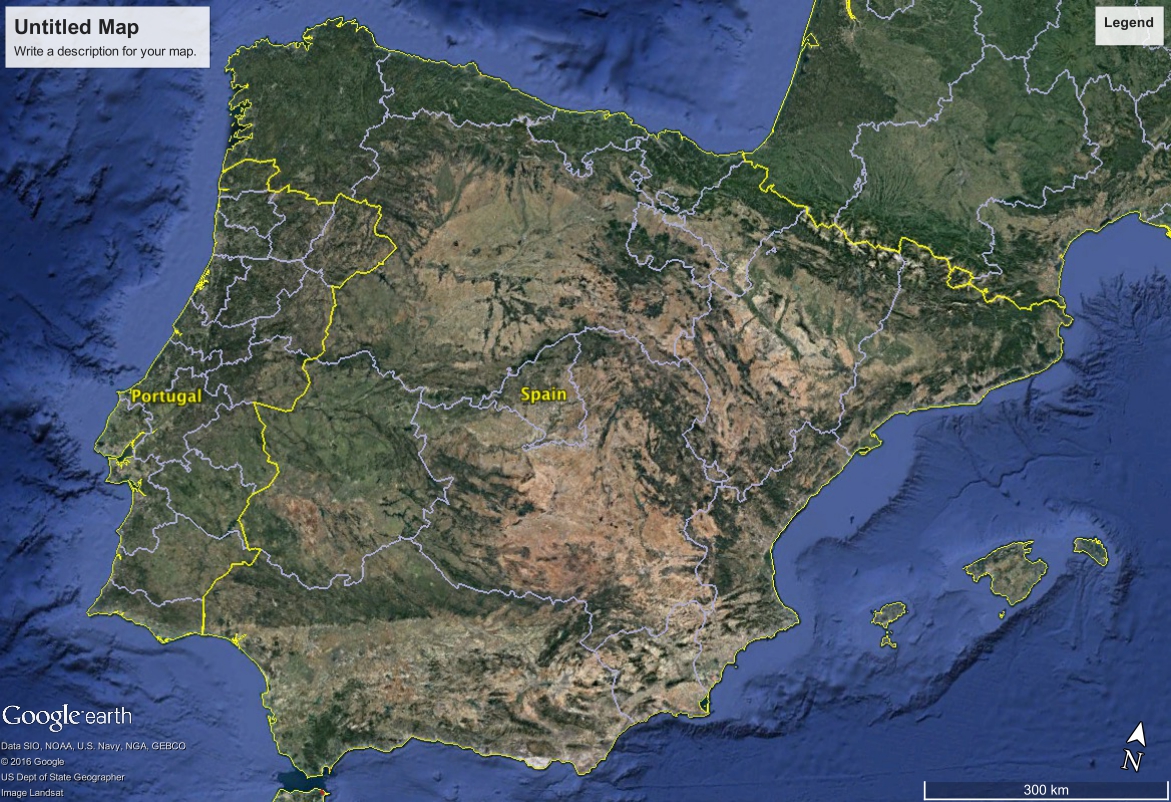 Untitled Map
Write a description for your map.
Legend
Portugal
Spain
Google earth
Data SIO, NOAA, U.S. Navy, NGA, GEBCO
© 2016 Google
US Dept of State Geographer
Image Landsat
N
300 km